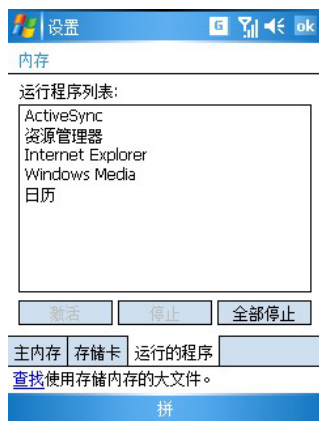 设置 G ok
内存
运行程序列表:
ActiveSync
资源管理器
Internet Explorer
Windows Media
日历
激活 停止 全部停止
主内存 存储卡 运行的程序
查找使用存储内存的大文件。
拼